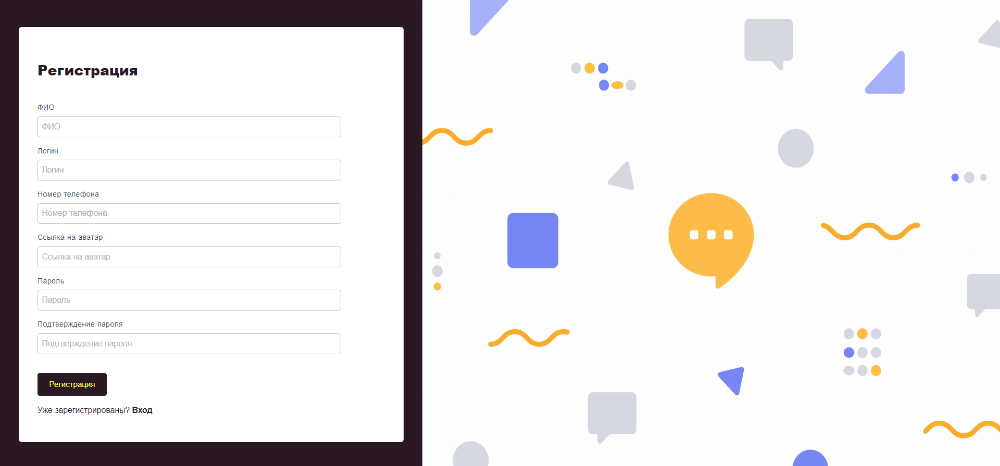 Регистрация
ФИО
ФИО
Логин
Логин
Номер телефона
Номер телефона
Ссылка на аватар
Ссылка на аватар
Пароль
Пароль
Подтверждение пароля
Подтверждение пароля
Регистрация
Уже зарегистрированы? Вход